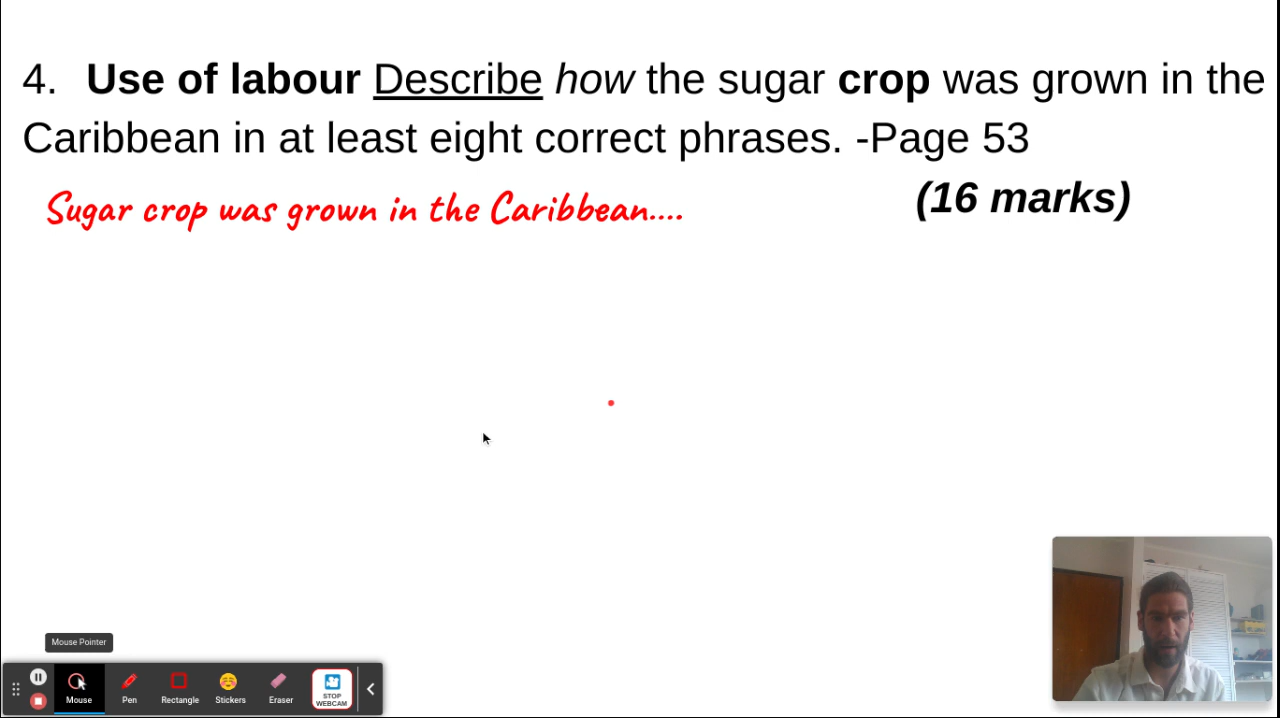 4. Use of labour Describe how the sugar crop was grown in the
Caribbean in at least eight correct phrases. -Page 53
(16 marks)
Sugar crop was grown in the Caribbean....
Mouse Pointer
Mouse
Pen
Rectangle
Stickers
Eraser
STOP
WEBCAM